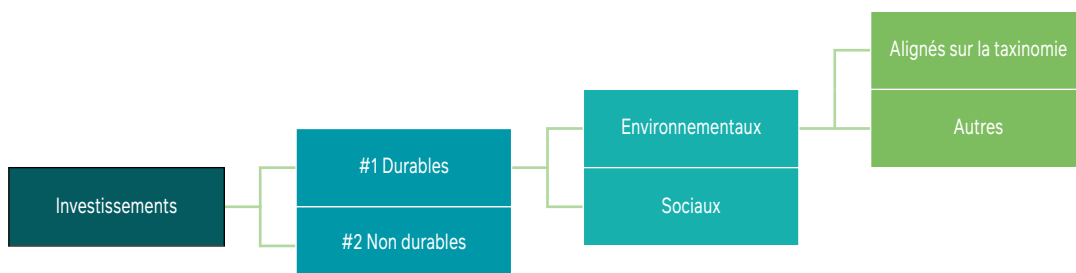 Investissements
#1 Durables
#2 Non durables
Environnementaux
Sociaux
Alignés sur la taxinomie
Autres